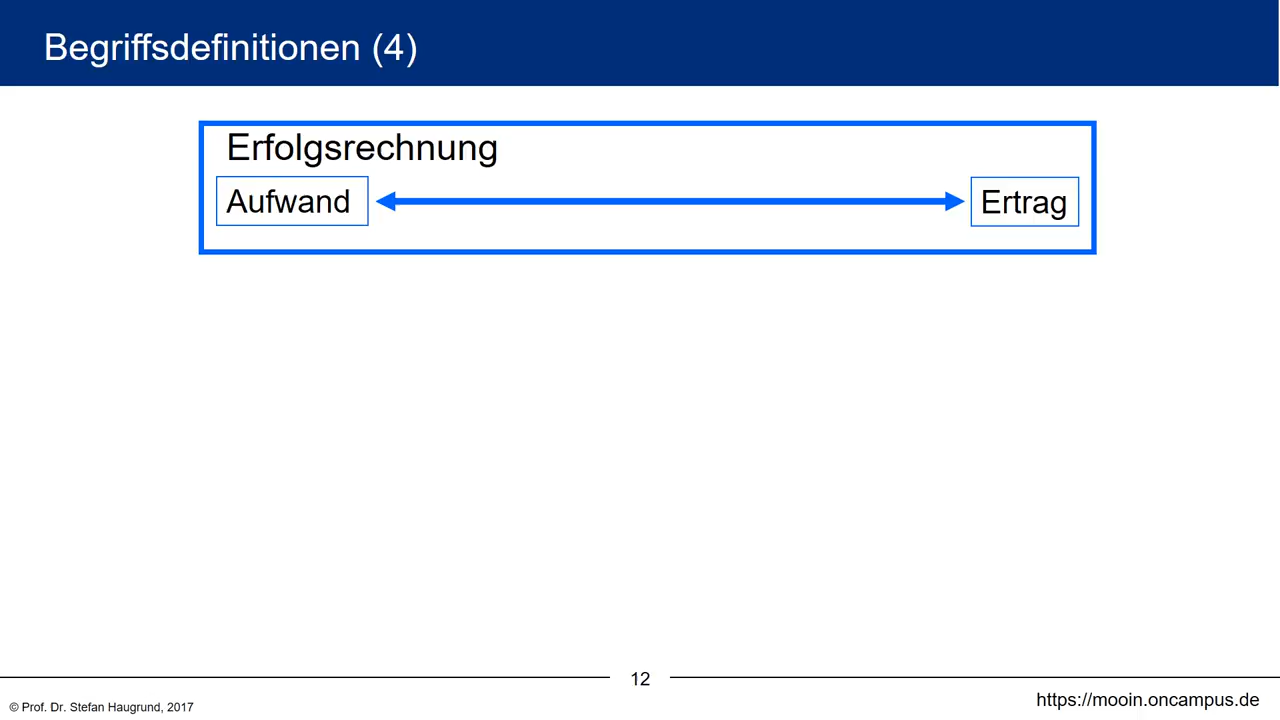 Begriffsdefinitionen (4)
Erfolgsrechnung
Aufwand
Ertrag
12
© Prof. Dr. Stefan Haugrund, 2017
https://mooin.oncampus.de